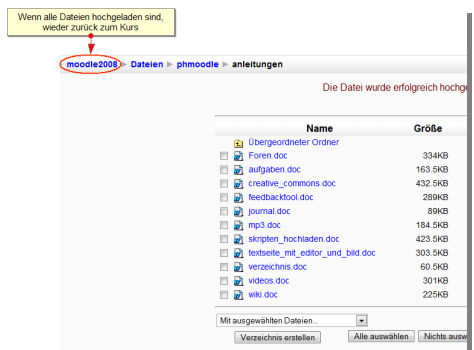 Wenn alle Dateien hochgeladen sind,
wieder zurück zum Kurs
moodle2008 ► Dateien ► phmoodle ► anleitungen
Die Datei wurde erfolgreich
Name Größe
Übergeordneter Ordner
Foren.doc 334KB
aufgaben.doc 163.5KB
creative_commons.doc 432.5KB
feedbacktool.doc 289KB
journal.doc 89KB
mp3.doc 184.5KB
skripten_hochladen.doc 423.5KB
textseite_mit_editor_und_bild.doc 303.5KB
verzeichnis.doc 60.5KB
videos.doc 301KB
wiki.doc 225KB
Mit ausgewählten Dateien...
Verzeichnis erstellen Alle auswählen Nichts